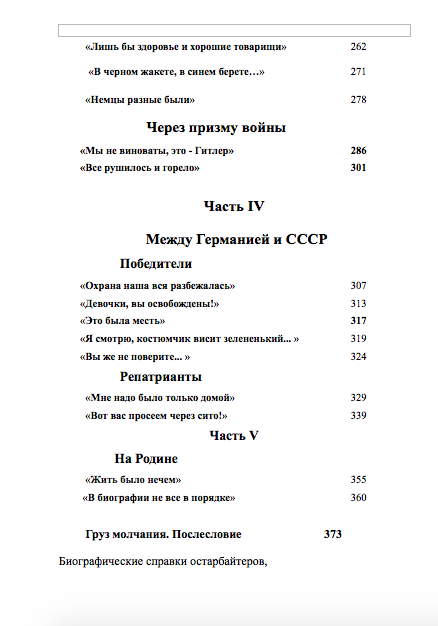 «Лишь бы здоровье и хорошие товарищи» 262
«В черном жакете, в синем берете…» 271
«Немцы разные были» 278
Через призму войны
«Мы не виноваты, это - Гитлер» 286
«Все рушилось и горело» 301
Часть IV
Между Германией и СССР
Победители
«Охрана наша вся разбежалась» 307
«Девочки, вы освобождены!» 313
«Это была месть» 317
«Я смотрю, костюмчик висит зелененький... » 319
«Вы же не поверите... » 324
Репатрианты
«Мне надо было только домой» 329
«Вот вас просеем через сито!» 339
Часть V
На Родине
«Жить было нечем» 355
«В биографии не все в порядке» 360
Груз молчания. Послесловие 373
Биографические справки остарбайтеров,